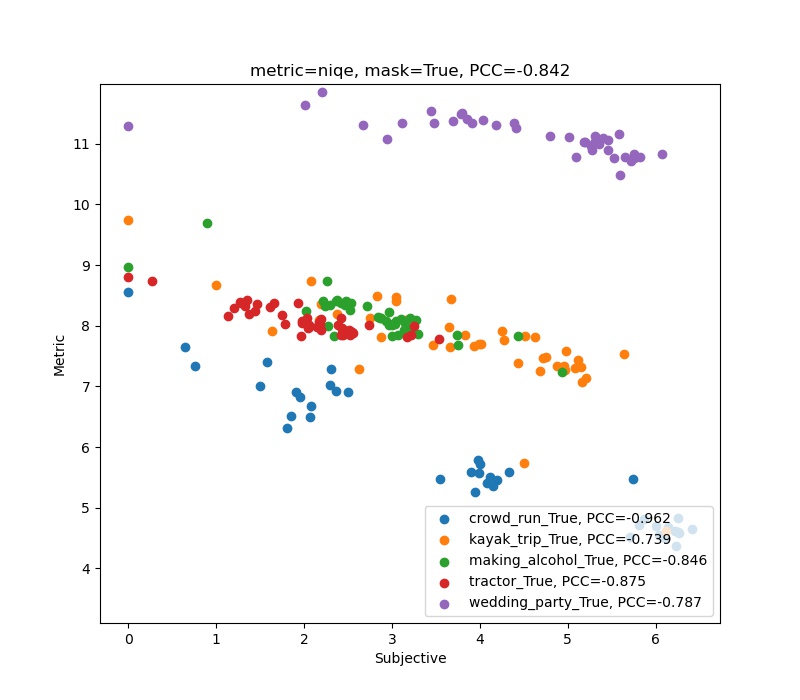 metric=niqe, mask=True, PCC=-0.842
Metric
11
10
9
8
7
6
5
4
crowd_run_True, PCC=-0.962
kayak_trip_True, PCC=-0.739
making_alcohol_True, PCC=-0.846
tractor_True, PCC=-0.875
wedding_party_True, PCC=-0.787
0 1 2 3 4 5 6
Subjective